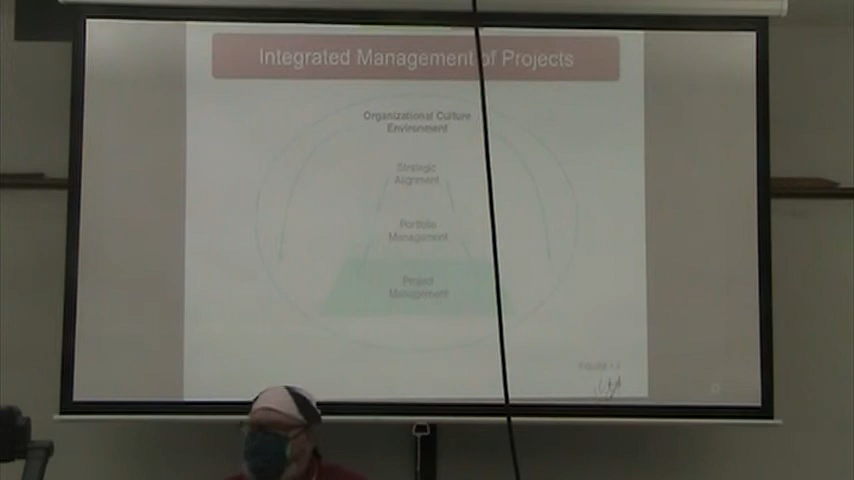 Integrated Management of Projects
Organizational Culture
Environment
Strategic
Alignment
Portfolio
Management
Project
Management